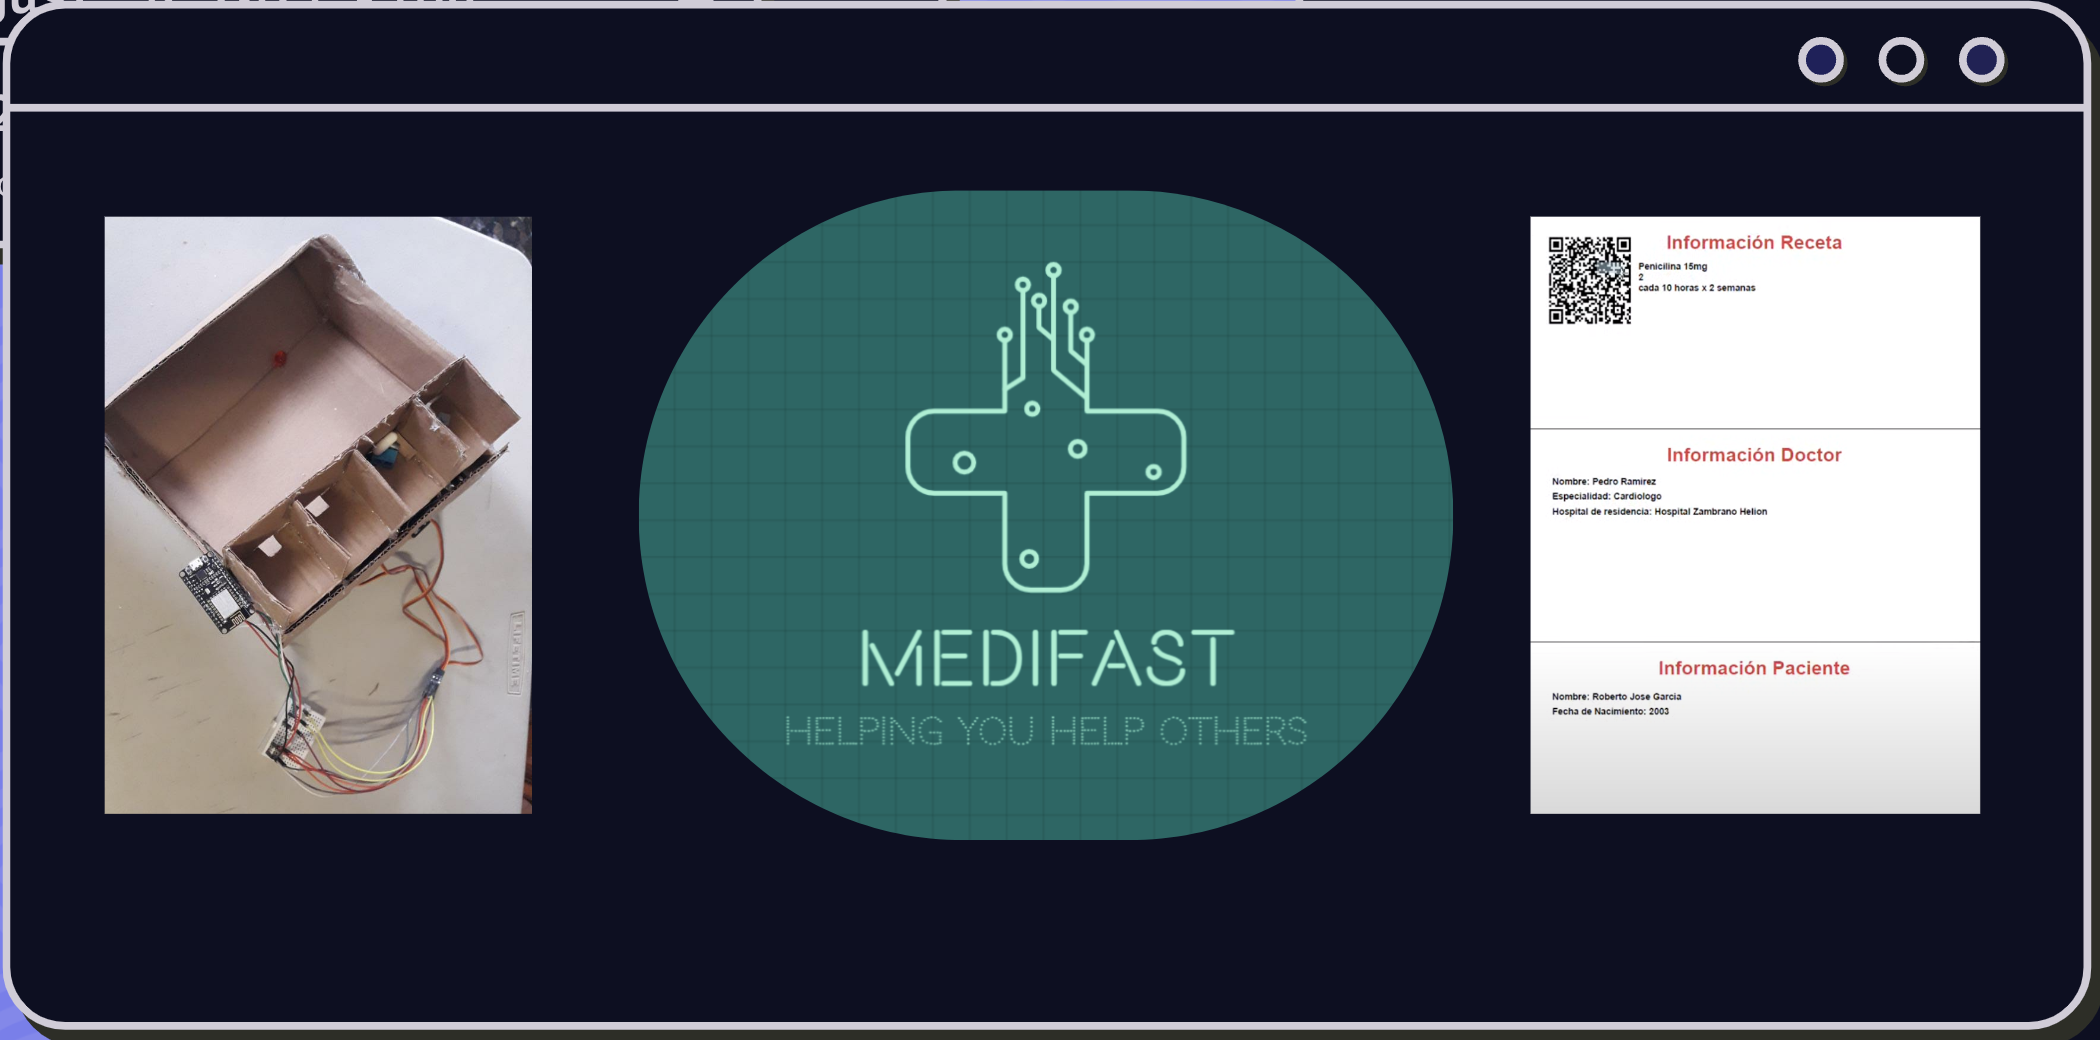 MEDIFAST
HELPING YOU HELP OTHERS
Información Receta
Penicilina 15mg
2
cada 10 horas x 2 semanas
Información Doctor
Nombre: Pedro Ramirez
Especialidad: Cardiologo
Hospital de residencia: Hospital Zambrano Helion
Información Paciente
Nombre: Roberto Jose Garcia
Fecha de Nacimiento: 2003